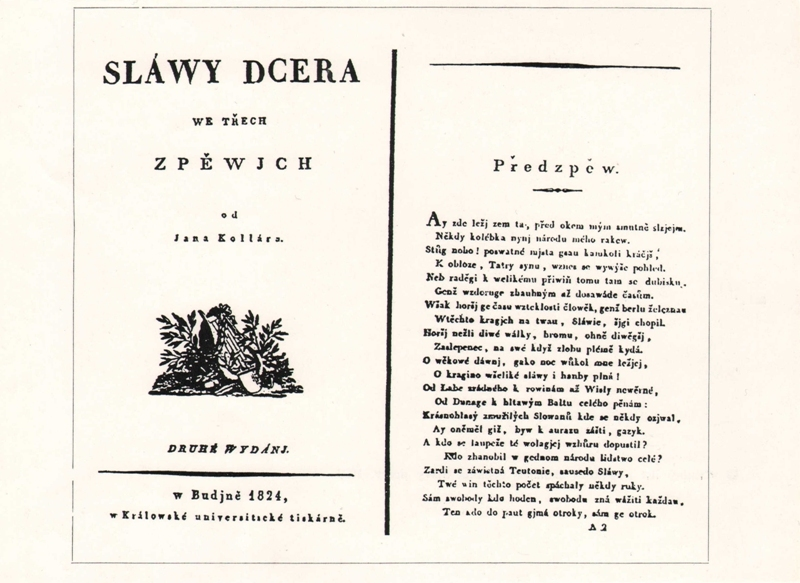 SLÁWY DCERA
WE TŘECH
ZPĚWJCH
od
Jana Kollára.
DRUHÉ WYDÁNJ.
w Budjně 1824,
w Králowské universitické tiskárně.
Předzpěw.
Ay zdeležj zem ta, před okem mým smutně slzjcjm,
Někdy kolébka nynj národu mého rakew.
Stůg noho! poswatné mjsta gsau kamkoli kráčjš,
K obloze, Tatry synu, wznes se wywýše pohled.
Neb raděgi k welikému přiwiň tomu tam se dubisku,
Genž wzdoruge zhaubným až dosawáde časům.
Wšak horšj ge času wzteklosti člowěk, genž berlu železnau
Wtěchto kragjch na twau, Sláwie, šjgi chopil.
Horšj nežli diwé wálky, hromu, ohně diwěgšj,
Zaslepenec, na swé když zlobu plémě kydá.
O wěkowé dáwnj, gako noc wůkol mne ležjcj,
O kragino wšeliké sláwy i hanby plná!
Od Labe zrádného k rowinám až Wisly newěrné,
Od Dunage k hltawým Baltu celého pěnám:
Krásnohlasý zmužilých Slowanů kde se někdy ozjwal,
Ay oněměl giž, byw k aurazu zášti, gazyk.
A kdo se laupeže té wolagjcj wzhůru dopustil?
Kdo zhanobil w gednom národu lidstwo celé?
Zardi se záwistná Teutonie, sausedo Sláwy,
Twé win těchto počet spáchaly někdy ruky.
Sám swobody kdo hoden, swobodu zná wážiti každau,
Ten kdo do paut gjmá otroky, sám ge otrok.
A 2